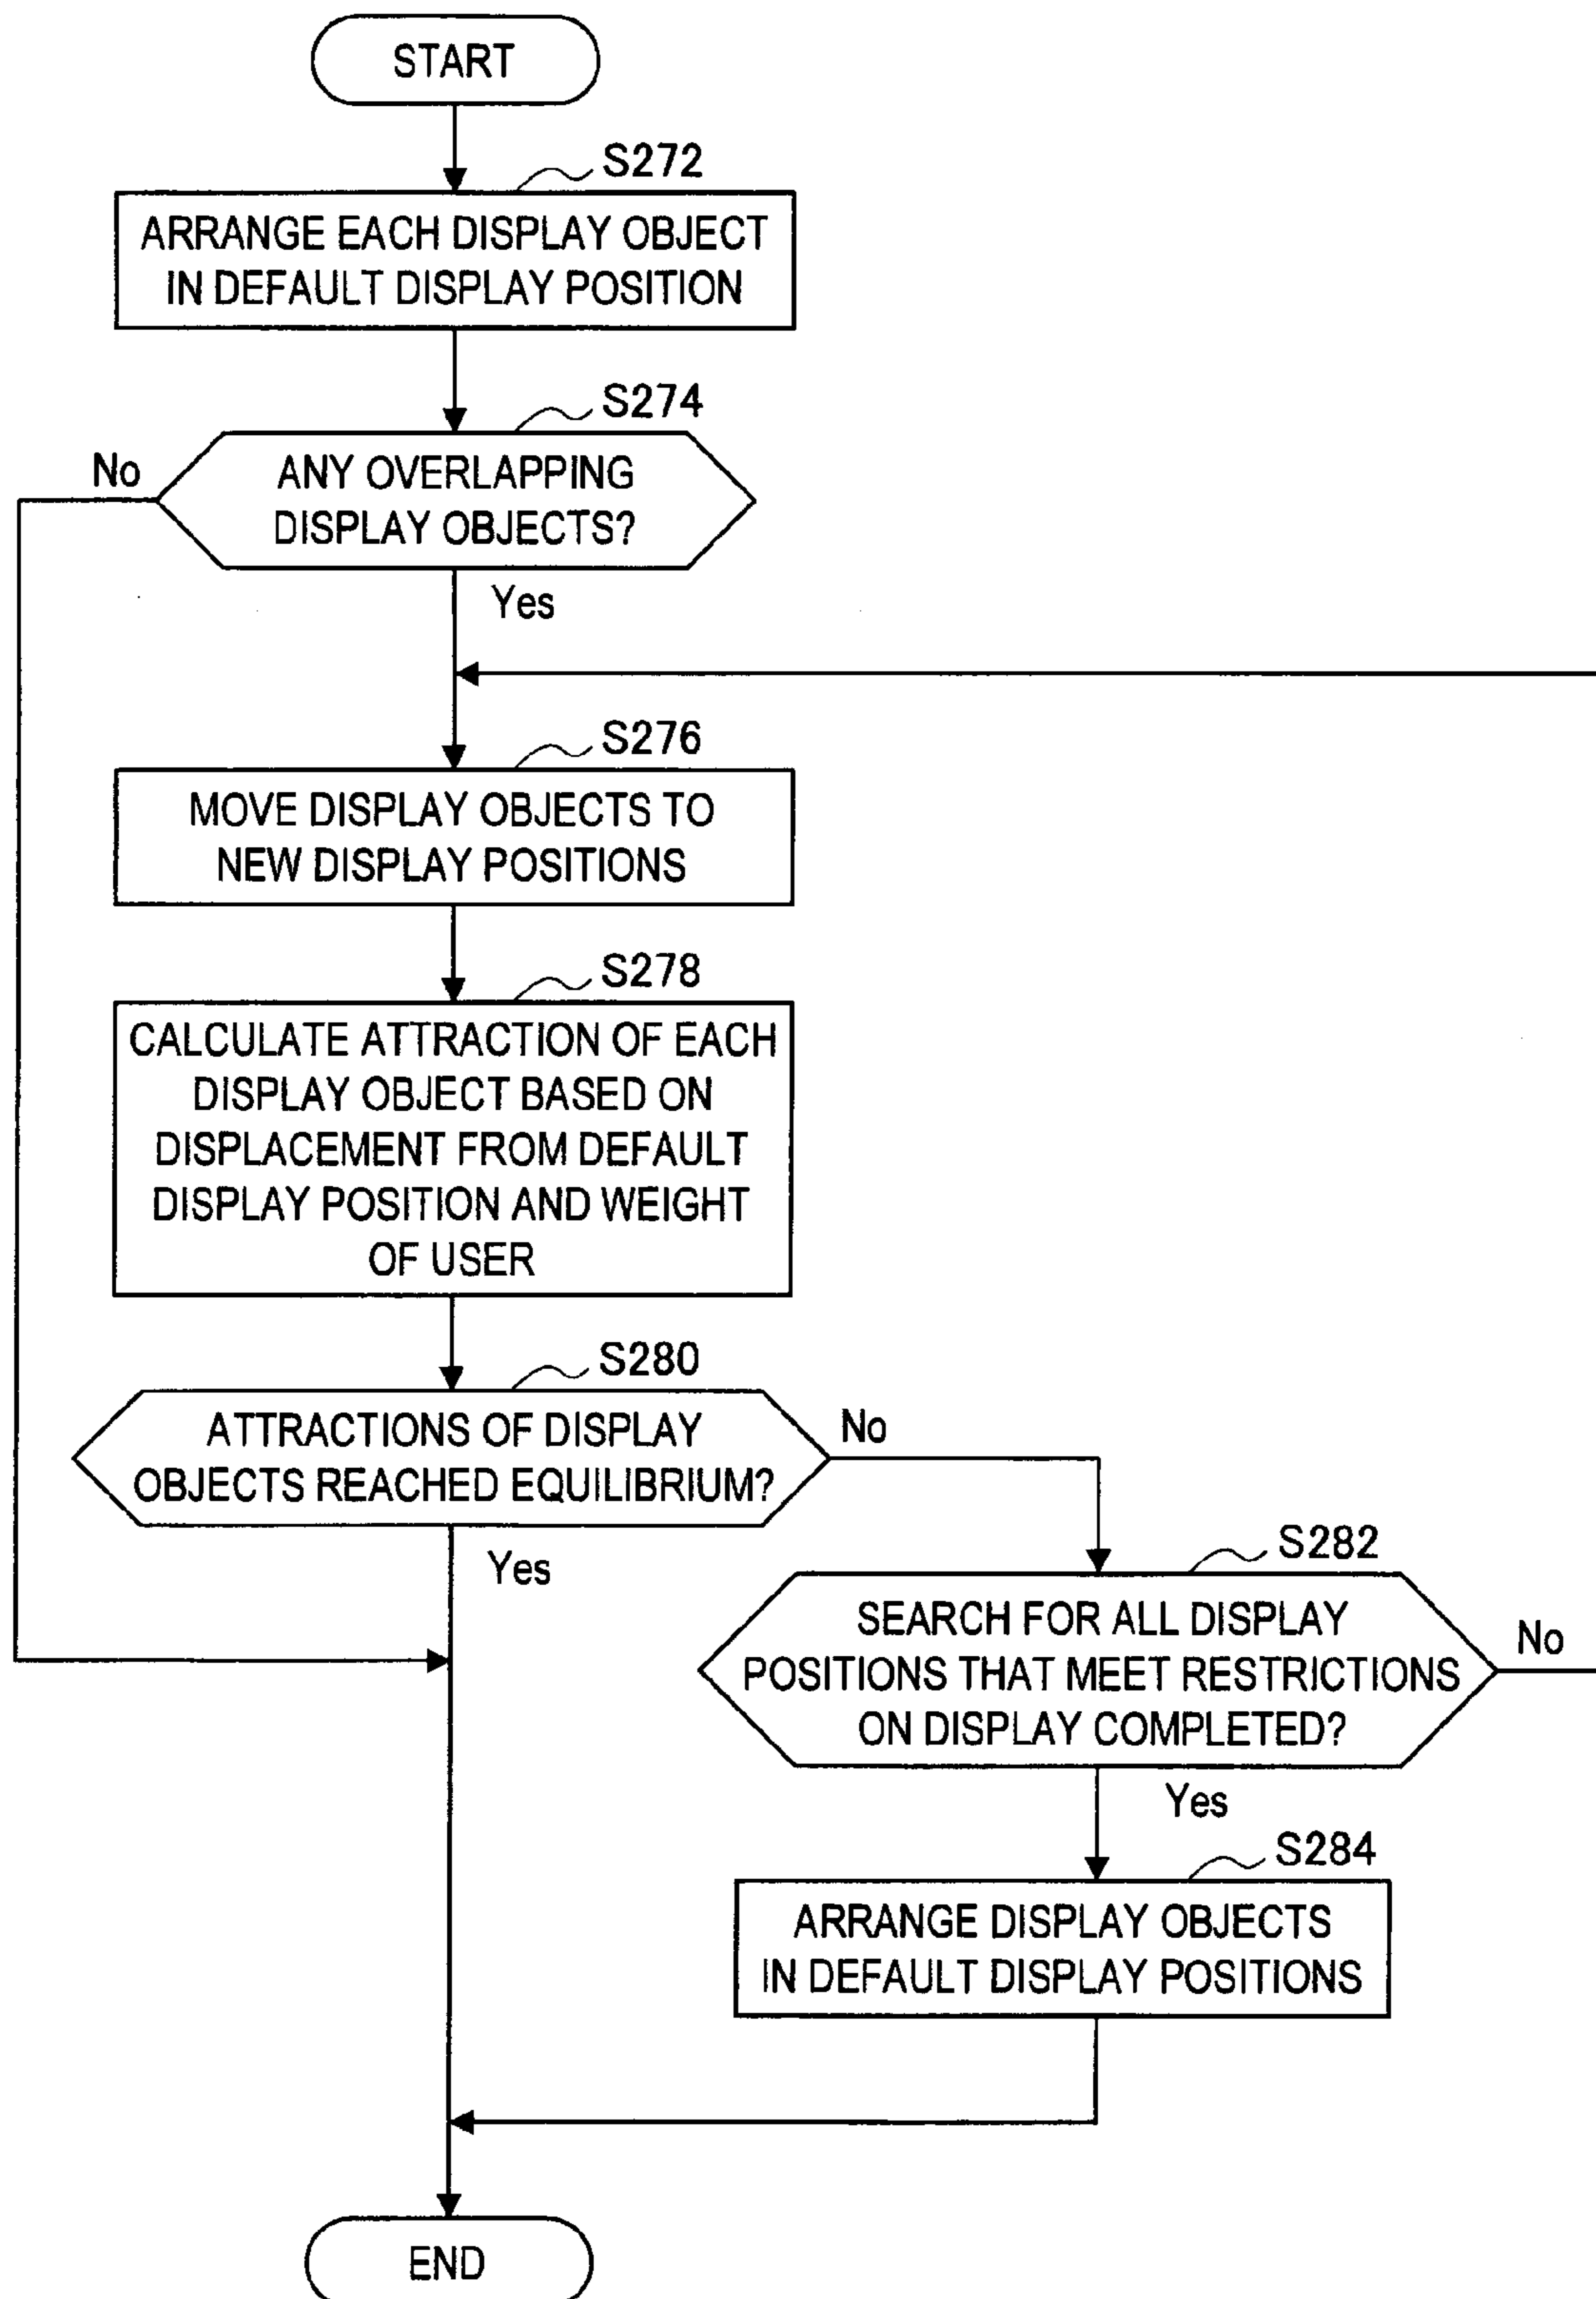 START
S272
ARRANGE EACH DISPLAY OBJECT
IN DEFAULT DISPLAY POSITION
S274
No
ANY OVERLAPPING
DISPLAY OBJECTS?
Yes
S276
MOVE DISPLAY OBJECTS TO
NEW DISPLAY POSITIONS
S278
CALCULATE ATTRACTION OF EACH
DISPLAY OBJECT BASED ON
DISPLACEMENT FROM DEFAULT
DISPLAY POSITION AND WEIGHT
OF USER
S280
ATTRACTIONS OF DISPLAY
OBJECTS REACHED EQUILIBRIUM?
No
Yes
S282
SEARCH FOR ALL DISPLAY
POSITIONS THAT MEET RESTRICTIONS
ON DISPLAY COMPLETED?
No
Yes
S284
ARRANGE DISPLAY OBJECTS
IN DEFAULT DISPLAY POSITIONS
END